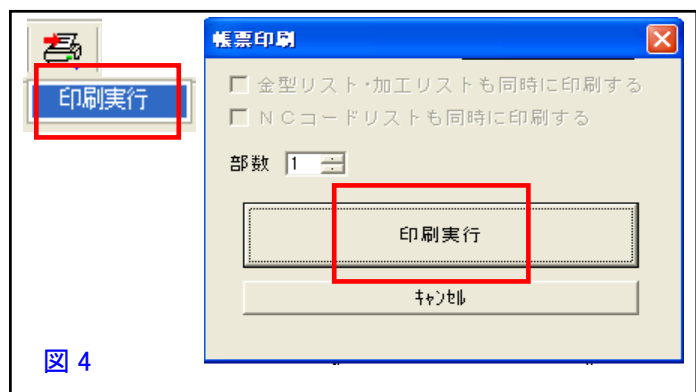 印刷実行
帳票印刷
金型リスト・加工リストも同時に印刷する
ＮＣコードリストも同時に印刷する
部数 1
印刷実行
ｷｬﾝｾﾙ
図 4